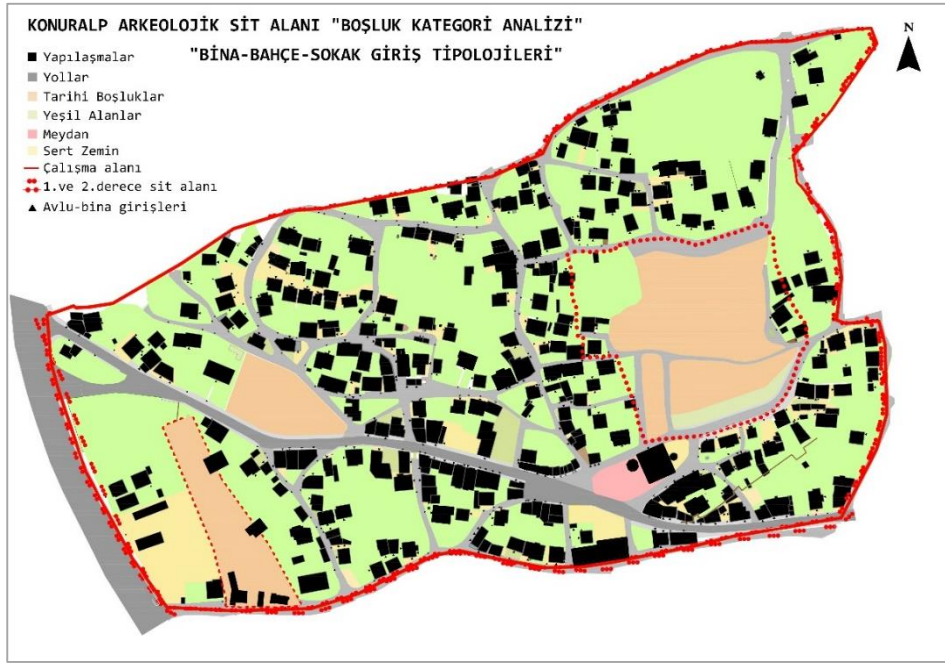 KONURALP ARKEOLOJİK SİT ALANI "BOŞLUK KATEGORİ ANALİZİ"
"BİNA-BAHÇE-SOKAK GİRİŞ TİPOLOJİLERİ"
Yapılaşmalar
Yollar
Tarihi Boşluklar
Yeşil Alanlar
Meydan
Sert Zemin
Çalışma alanı
1.ve 2.derece sit alanı
Avlu-bina girişleri
N